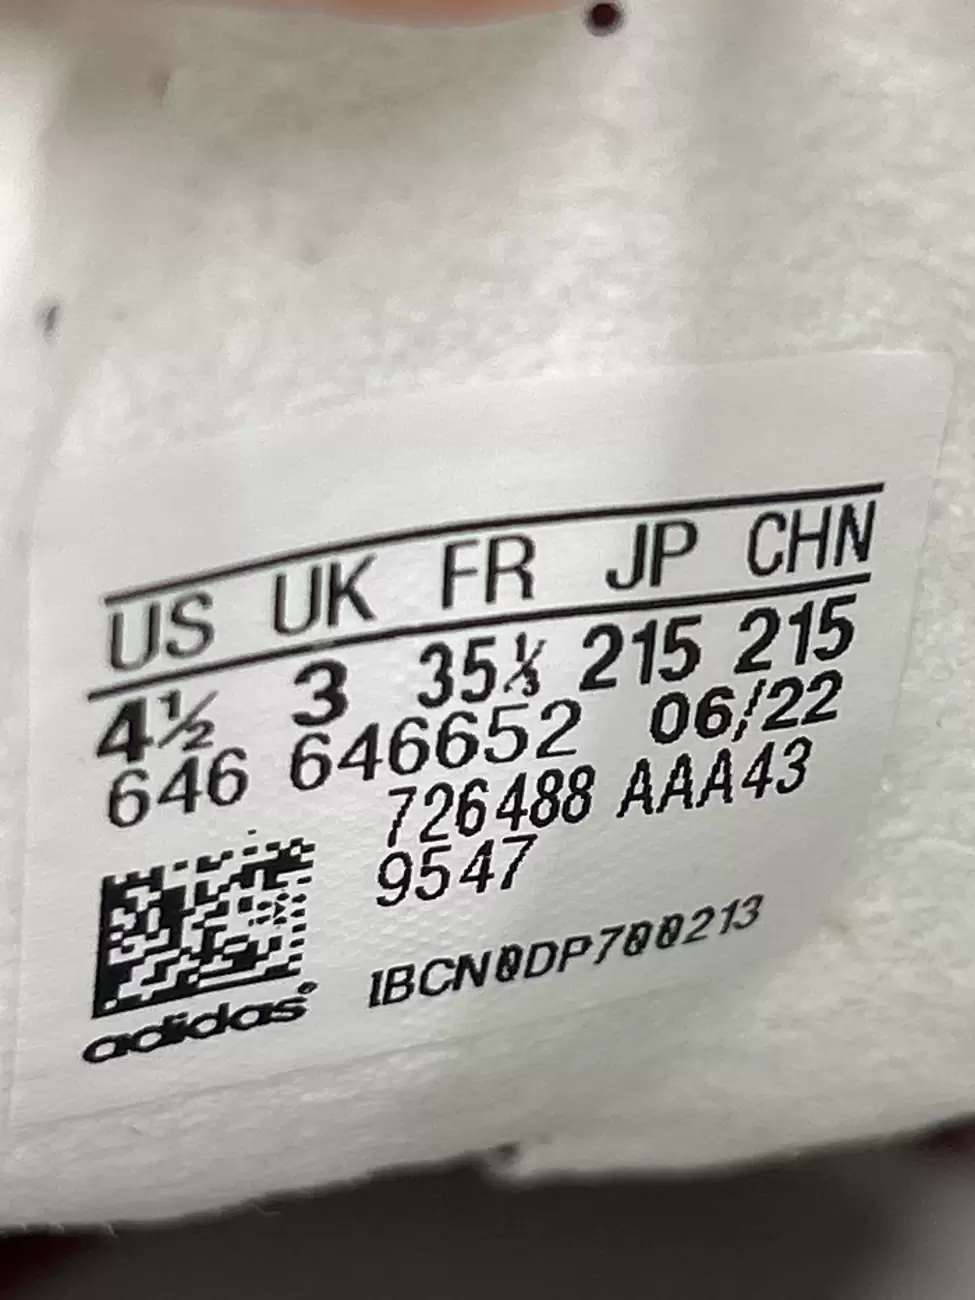 US UK FR JP CHN
4½ 3 35⅓ 215 215
646 646652 06/22
726488 AAA43
9547
IBCN0DP700213
adidas®